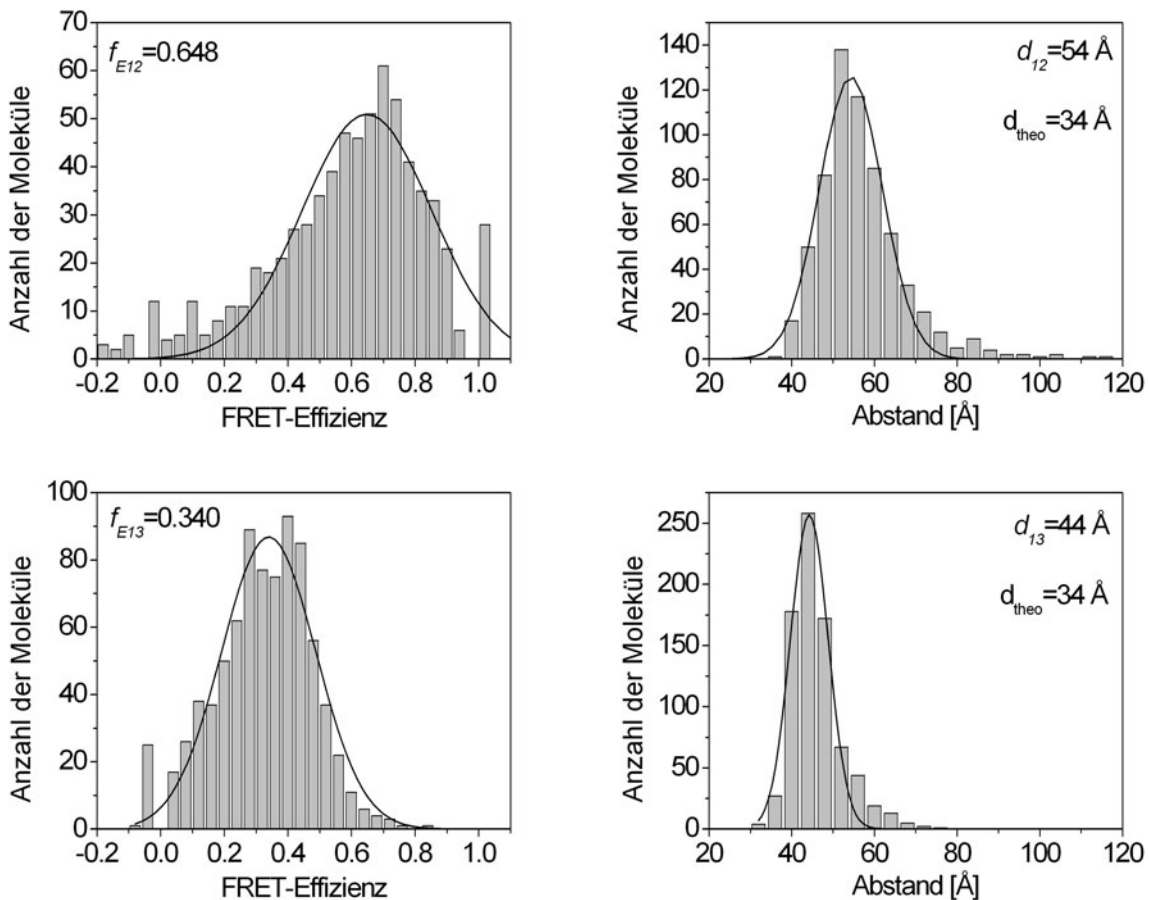 f_E12=0.648
Anzahl der Moleküle
70
60
50
40
30
20
10
0
-0.2 0.0 0.2 0.4 0.6 0.8 1.0
FRET-Effizienz
d_12=54 Å
d_theo=34 Å
Anzahl der Moleküle
140
120
100
80
60
40
20
0
20 40 60 80 100 120
Abstand [Å]
f_E13=0.340
Anzahl der Moleküle
100
80
60
40
20
0
-0.2 0.0 0.2 0.4 0.6 0.8 1.0
FRET-Effizienz
d_13=44 Å
d_theo=34 Å
Anzahl der Moleküle
250
200
150
100
50
0
20 40 60 80 100 120
Abstand [Å]